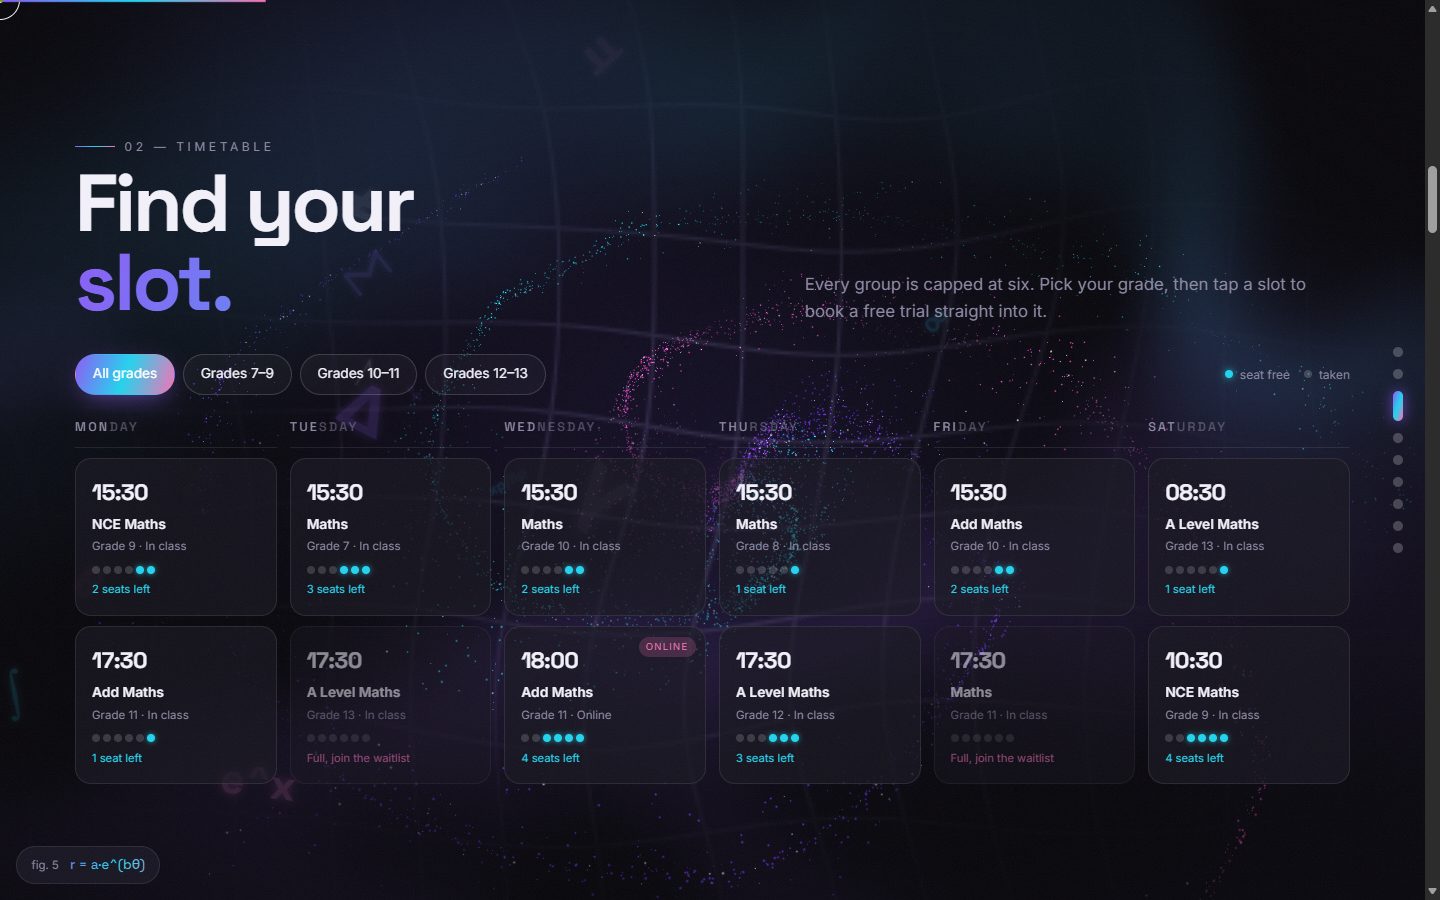 02 — TIMETABLE
Find your
slot.
Every group is capped at six. Pick your grade, then tap a slot to
book a free trial straight into it.
All grades
Grades 7–9
Grades 10–11
Grades 12–13
seat free
taken
MONDAY
TUESDAY
WEDNESDAY
THURSDAY
FRIDAY
SATURDAY
15:30
NCE Maths
Grade 9 · In class
2 seats left
15:30
Maths
Grade 7 · In class
3 seats left
15:30
Maths
Grade 10 · In class
2 seats left
15:30
Maths
Grade 8 · In class
1 seat left
15:30
Add Maths
Grade 10 · In class
2 seats left
08:30
A Level Maths
Grade 13 · In class
1 seat left
17:30
Add Maths
Grade 11 · In class
1 seat left
17:30
A Level Maths
Grade 13 · In class
Full, join the waitlist
ONLINE
18:00
Add Maths
Grade 11 · Online
4 seats left
17:30
A Level Maths
Grade 12 · In class
3 seats left
17:30
Maths
Grade 11 · In class
Full, join the waitlist
10:30
NCE Maths
Grade 9 · In class
4 seats left
e^x
fig. 5 r = a·e^(bθ)